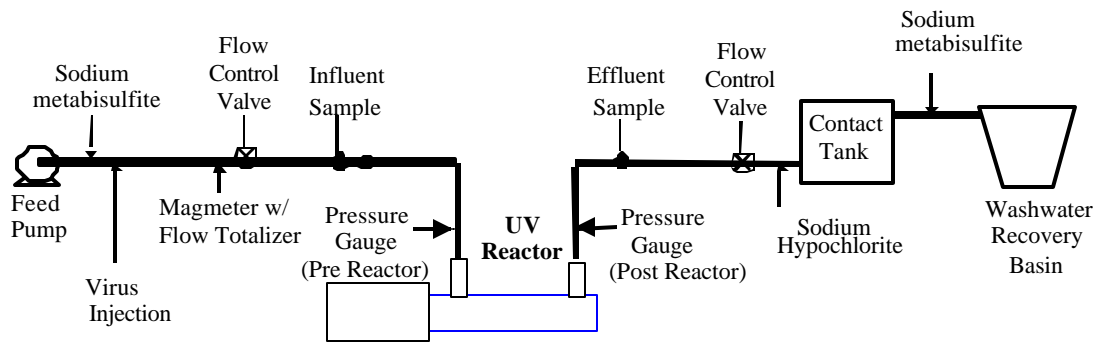 Sodium
metabisulfite
Flow
Control
Valve
Influent
Sample
Effluent
Sample
Flow
Control
Valve
Sodium
metabisulfite
Contact
Tank
Feed
Pump
Magmeter w/
Flow Totalizer
Pressure
Gauge
(Pre Reactor)
UV
Reactor
Pressure
Gauge
(Post Reactor)
Sodium
Hypochlorite
Washwater
Recovery
Basin
Virus
Injection